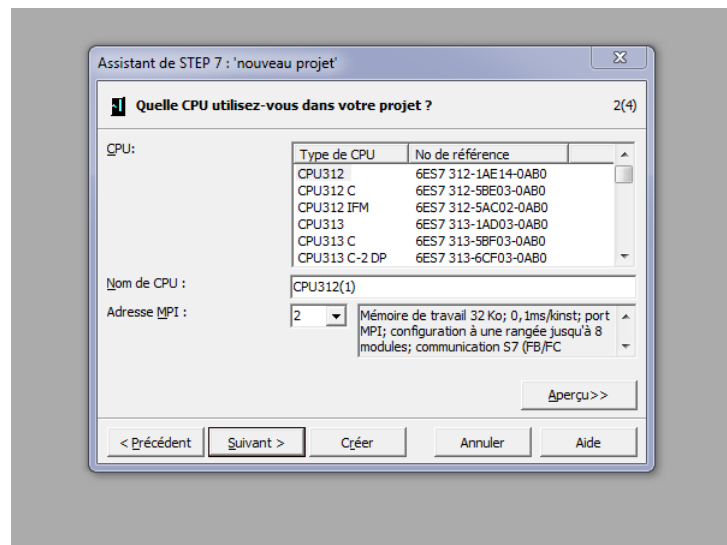 Assistant de STEP 7 : 'nouveau projet'
Quelle CPU utilisez-vous dans votre projet ? 2(4)
CPU:
Type de CPU No de référence
CPU312 6ES7 312-1AE14-0AB0
CPU312 C 6ES7 312-5BE03-0AB0
CPU312 IFM 6ES7 312-5AC02-0AB0
CPU313 6ES7 313-1AD03-0AB0
CPU313 C 6ES7 313-5BF03-0AB0
CPU313 C-2 DP 6ES7 313-6CF03-0AB0
Nom de CPU : CPU312(1)
Adresse MPI : 2
Mémoire de travail 32 Ko; 0,1ms/kinst; port
MPI; configuration à une rangée jusqu'à 8
modules; communication S7 (FB/FC
Aperçu>>
< Précédent Suivant > Créer Annuler Aide